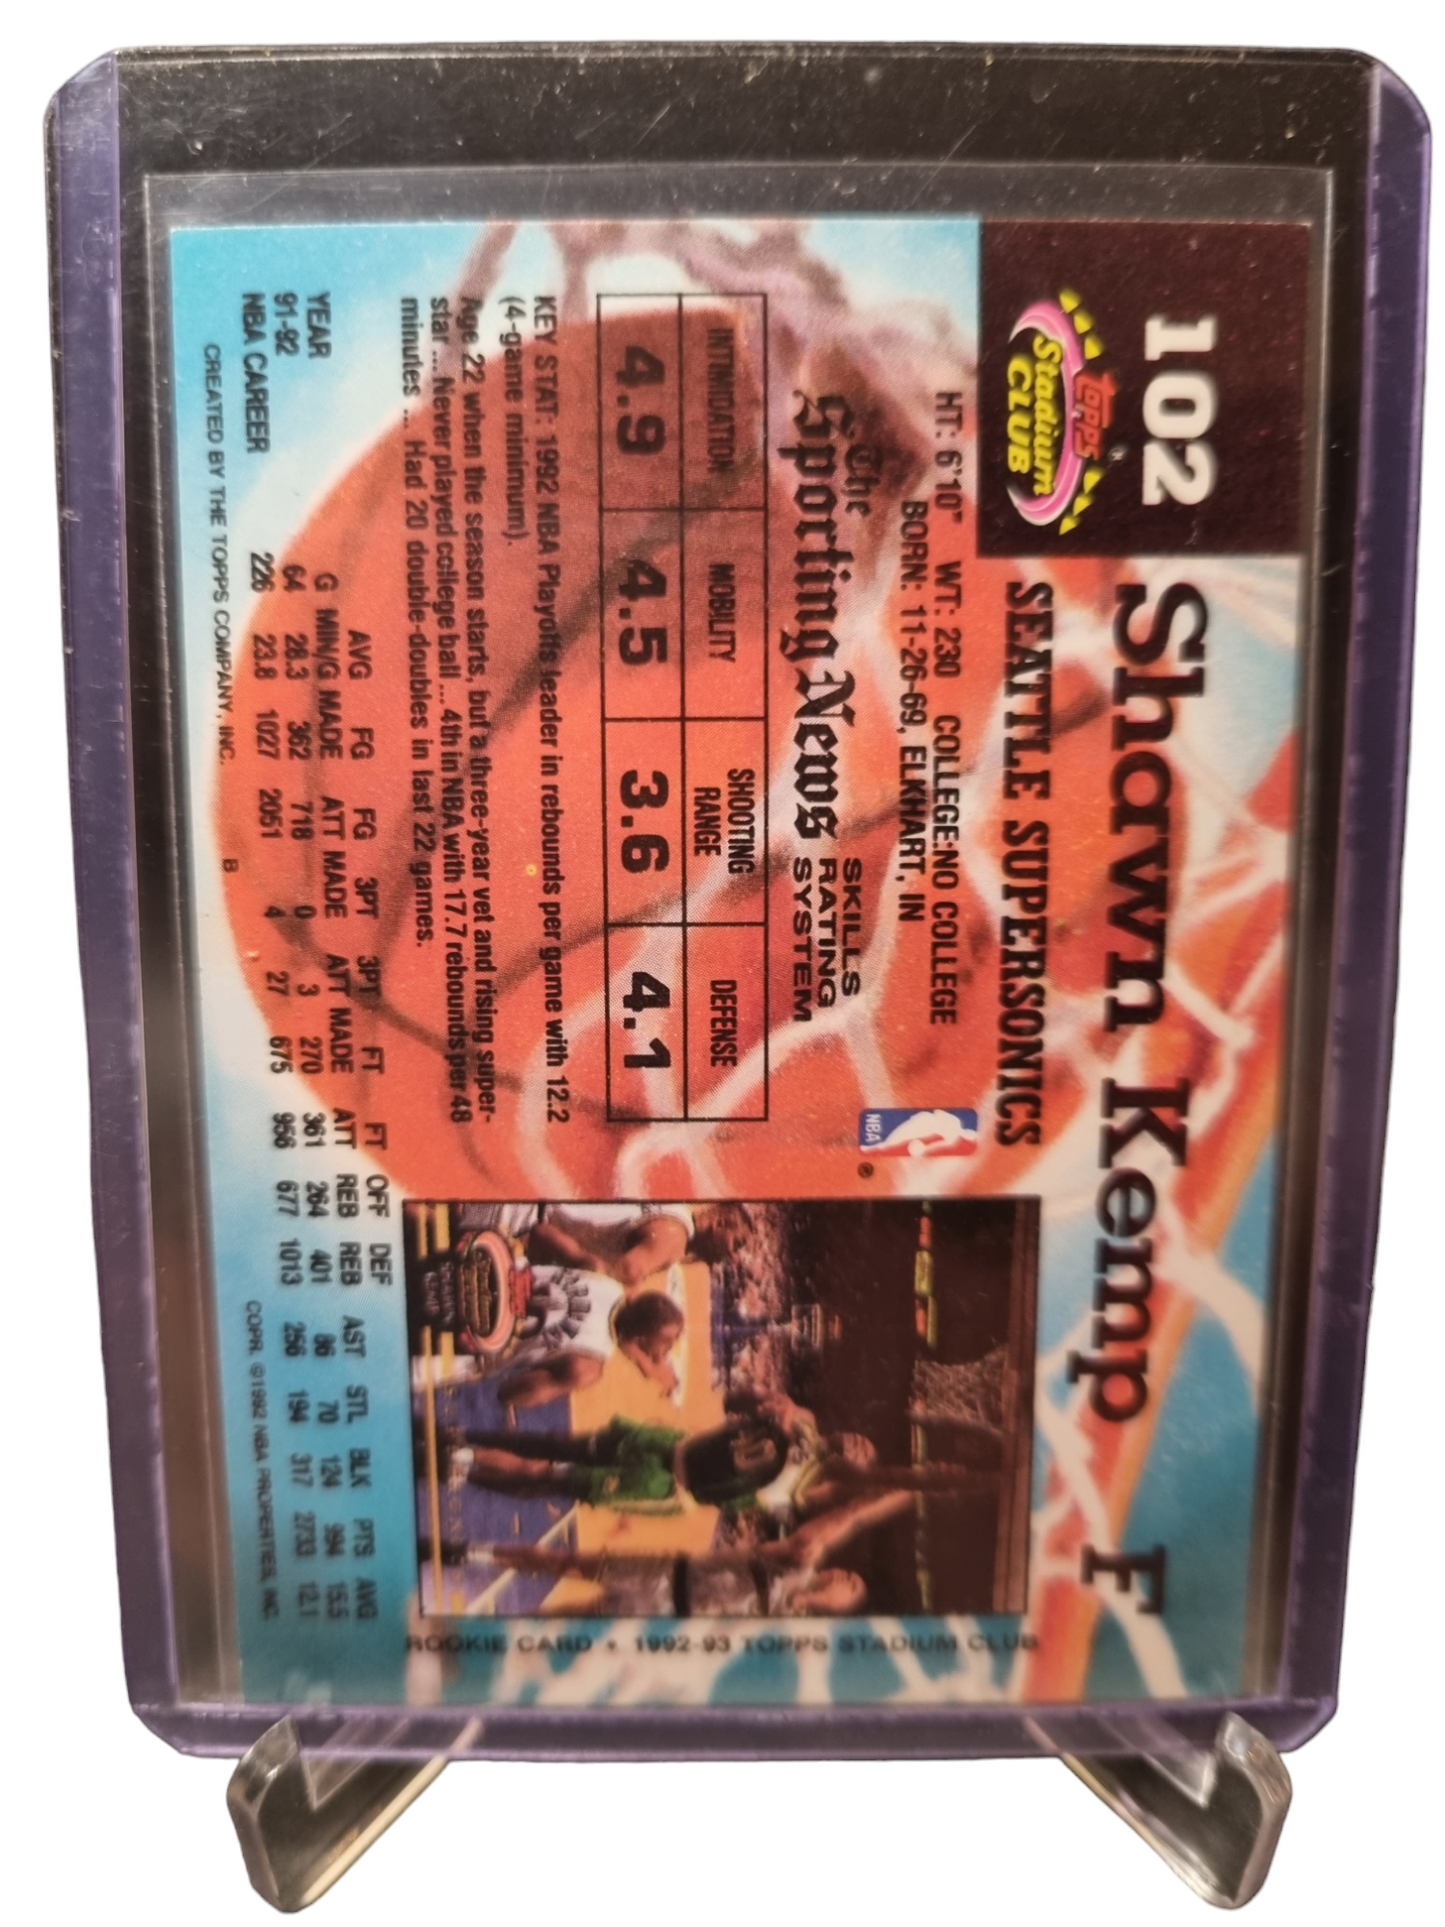 102
Shawn Kemp F
topps
Stadium
CLUB
SEATTLE SUPERSONICS
HT: 6'10" WT: 230 COLLEGE:NO COLLEGE
BORN: 11-26-69, ELKHART, IN
NBA
®
The
Sporting News
SKILLS
RATING
SYSTEM
INTIMIDATION MOBILITY SHOOTING RANGE DEFENSE
4.9 4.5 3.6 4.1
KEY STAT: 1992 NBA Playoffs leader in rebounds per game with 12.2
(4-game minimum).
Age 22 when the season starts, but a three-year vet and rising super-
star ... Never played college ball ... 4th in NBA with 17.7 rebounds per 48
minutes ... Had 20 double-doubles in last 22 games.
ROOKIE CARD • 1992-93 TOPPS STADIUM CLUB
AVG FG FG 3PT 3PT FT FT OFF DEF
YEAR G MIN/G MADE ATT MADE ATT MADE ATT REB REB AST STL BLK PTS AVG
91-92 64 28.3 362 718 0 3 270 361 264 401 86 70 124 994 15.5
NBA CAREER 226 23.8 1027 2051 4 27 675 956 677 1013 256 194 317 2733 12.1
CREATED BY THE TOPPS COMPANY, INC. B COPR. ©1992 NBA PROPERTIES, INC.